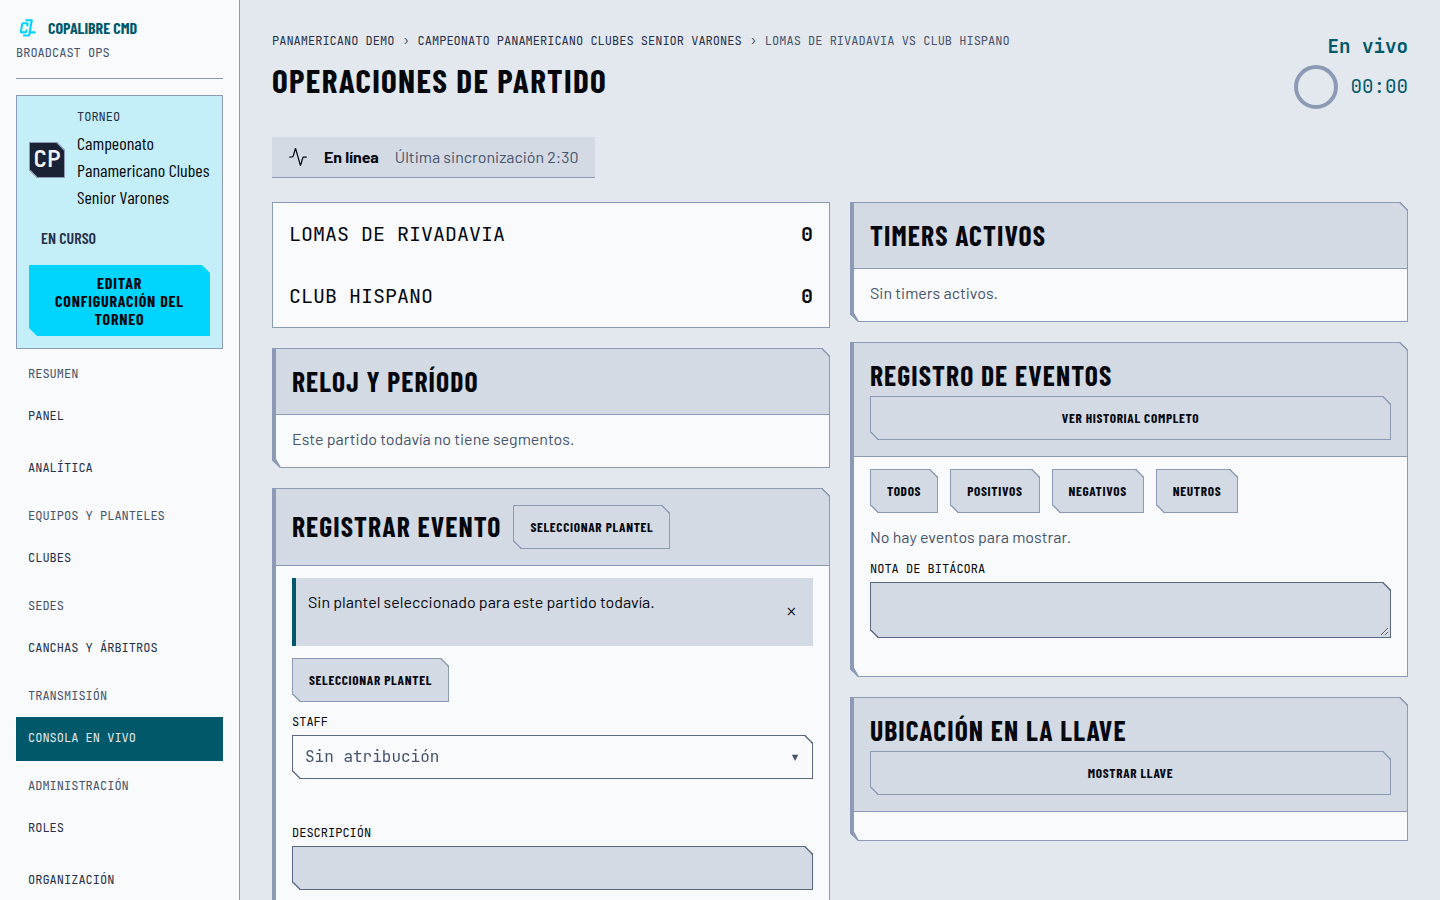 COPALIBRE CMD
BROADCAST OPS
TORNEO
CP
Campeonato
Panamericano Clubes
Senior Varones
EN CURSO
EDITAR
CONFIGURACIÓN DEL
TORNEO
RESUMEN
PANEL
ANALÍTICA
EQUIPOS Y PLANTELES
CLUBES
SEDES
CANCHAS Y ÁRBITROS
TRANSMISIÓN
CONSOLA EN VIVO
ADMINISTRACIÓN
ROLES
ORGANIZACIÓN
PANAMERICANO DEMO › CAMPEONATO PANAMERICANO CLUBES SENIOR VARONES › LOMAS DE RIVADAVIA VS CLUB HISPANO
OPERACIONES DE PARTIDO
En vivo
00:00
En línea Última sincronización 2:30
LOMAS DE RIVADAVIA 0
CLUB HISPANO 0
RELOJ Y PERÍODO
Este partido todavía no tiene segmentos.
REGISTRAR EVENTO SELECCIONAR PLANTEL
Sin plantel seleccionado para este partido todavía. ×
SELECCIONAR PLANTEL
STAFF
Sin atribución ▾
DESCRIPCIÓN
TIMERS ACTIVOS
Sin timers activos.
REGISTRO DE EVENTOS
VER HISTORIAL COMPLETO
TODOS POSITIVOS NEGATIVOS NEUTROS
No hay eventos para mostrar.
NOTA DE BITÁCORA
UBICACIÓN EN LA LLAVE
MOSTRAR LLAVE